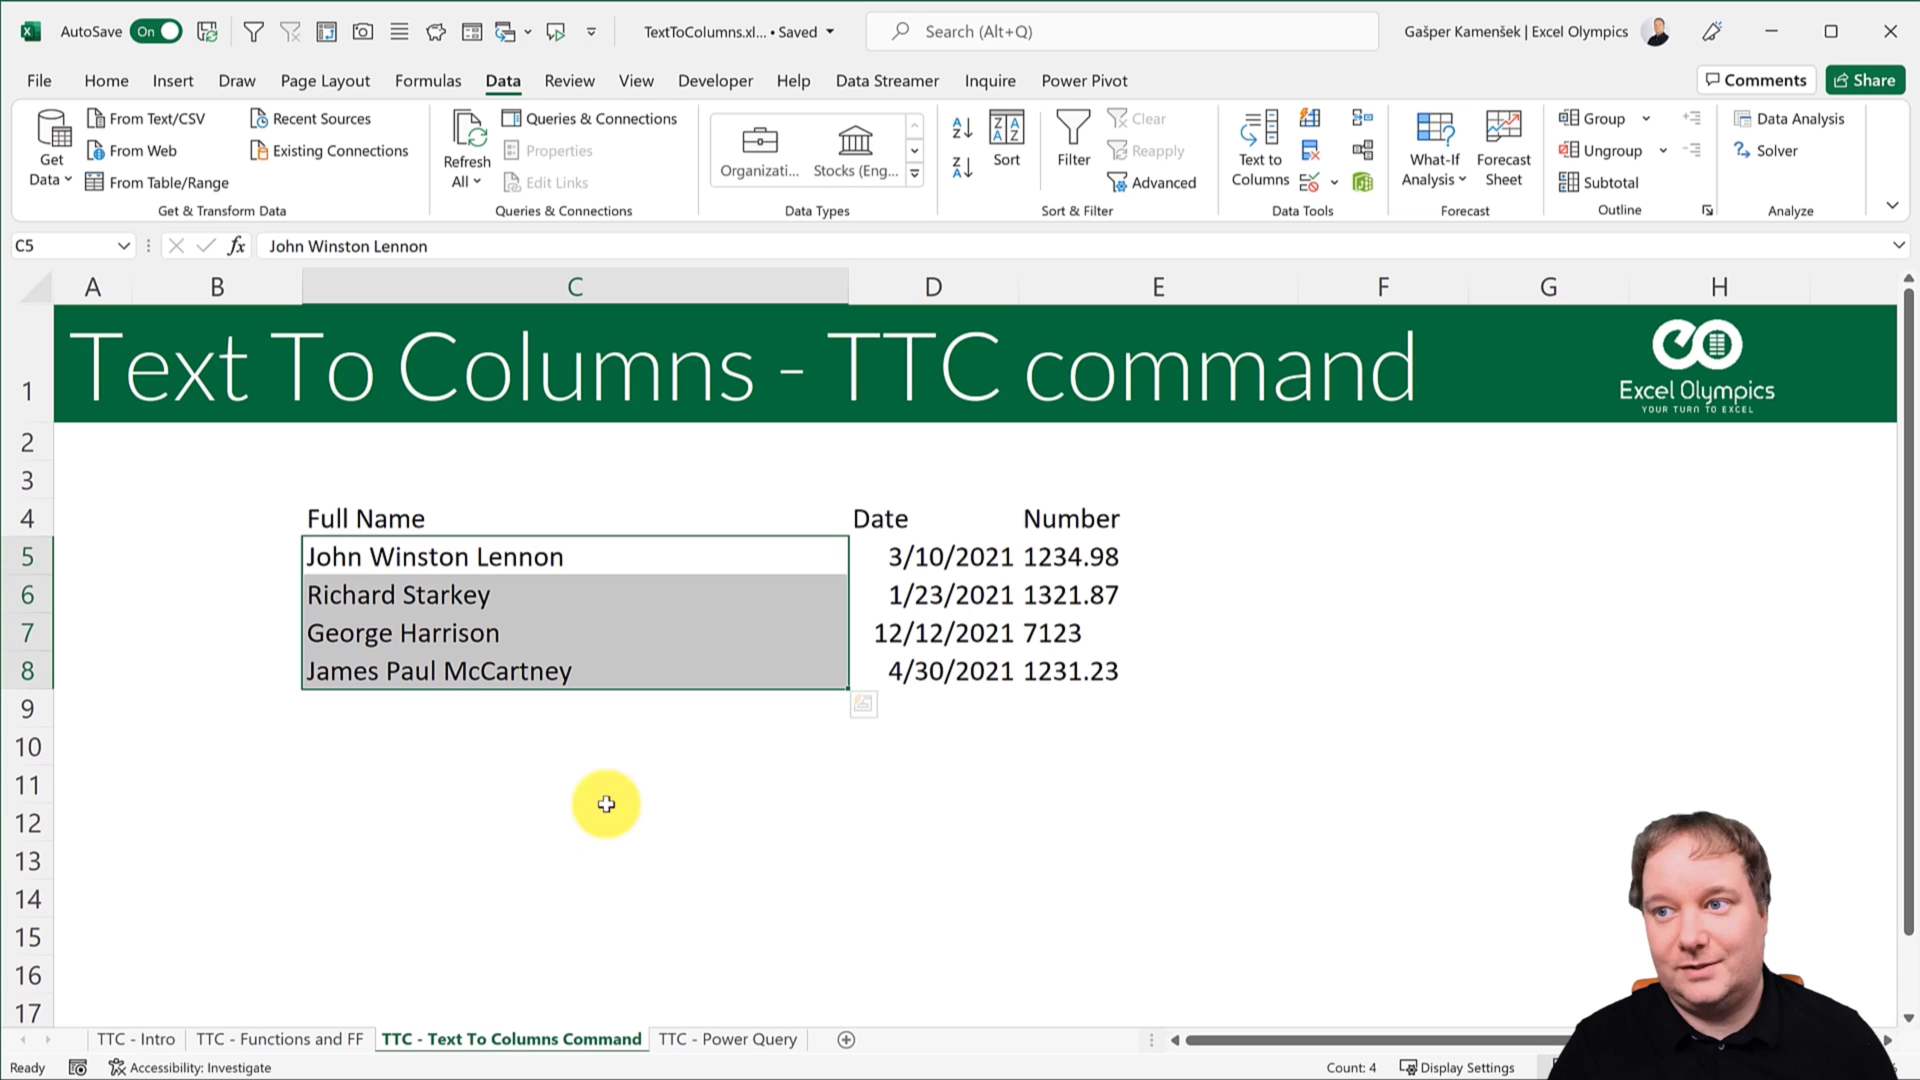 AutoSave On TextToColumns.xl... • Saved Search (Alt+Q) Gašper Kamenšek | Excel Olympics
File Home Insert Draw Page Layout Formulas Data Review View Developer Help Data Streamer Inquire Power Pivot Comments Share
Get Data
From Text/CSV
From Web
From Table/Range
Recent Sources
Existing Connections
Get & Transform Data
Refresh All
Queries & Connections
Properties
Edit Links
Queries & Connections
Organizati... Stocks (Eng...
Data Types
Sort
Filter
Clear
Reapply
Advanced
Sort & Filter
Text to Columns
Data Tools
What-If Analysis
Forecast Sheet
Forecast
Group
Ungroup
Subtotal
Outline
Data Analysis
Solver
Analyze
C5 fx John Winston Lennon
A B C D E F G H
1 Text To Columns - TTC command
Excel Olympics
YOUR TURN TO EXCEL
2
3
4 Full Name Date Number
5 John Winston Lennon 3/10/2021 1234.98
6 Richard Starkey 1/23/2021 1321.87
7 George Harrison 12/12/2021 7123
8 James Paul McCartney 4/30/2021 1231.23
9
10
11
12
13
14
15
16
17
TTC - Intro TTC - Functions and FF TTC - Text To Columns Command TTC - Power Query
Ready Accessibility: Investigate Count: 4 Display Settings